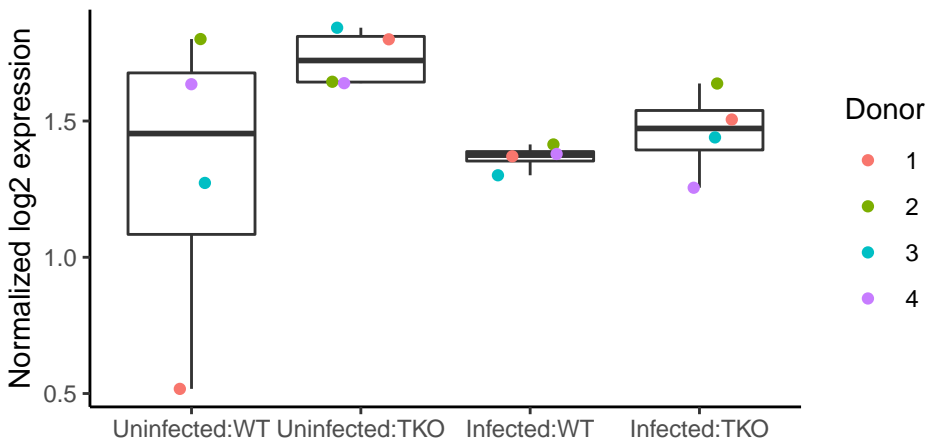 Normalized log2 expression
1.5
1.0
0.5
Uninfected:WT Uninfected:TKO Infected:WT Infected:TKO
Donor
1
2
3
4